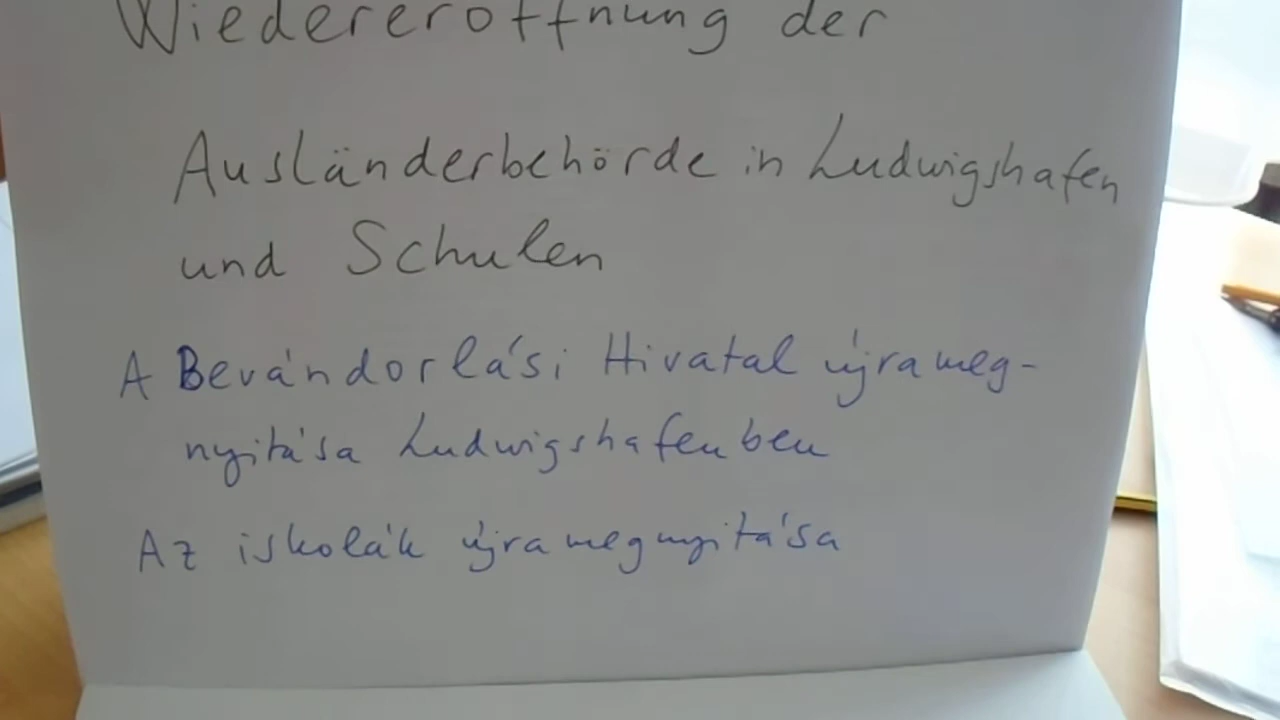 Wiedereröffnung der
Ausländerbehörde in Ludwigshafen
und Schulen
A Bevándorlási Hivatal újrameg-
nyitása Ludwigshafenben
Az iskolák újramegnyitása